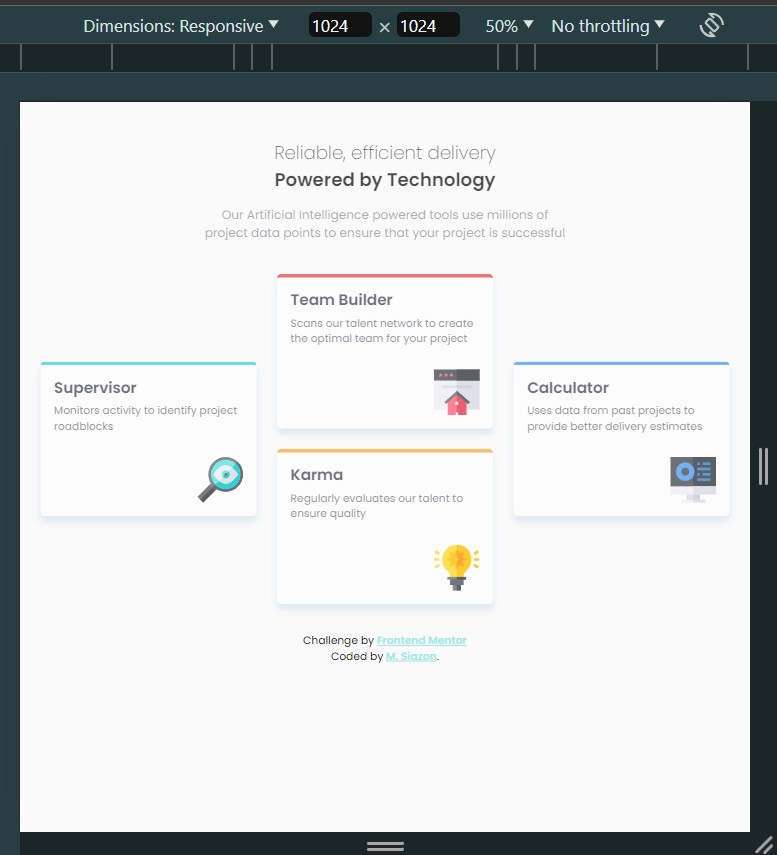 Dimensions: Responsive 1024 × 1024 50% No throttling
Reliable, efficient delivery
Powered by Technology
Our Artificial Intelligence powered tools use millions of
project data points to ensure that your project is successful
Team Builder
Scans our talent network to create
the optimal team for your project
Supervisor
Monitors activity to identify project
roadblocks
Calculator
Uses data from past projects to
provide better delivery estimates
Karma
Regularly evaluates our talent to
ensure quality
Challenge by Frontend Mentor
Coded by M. Siazon.